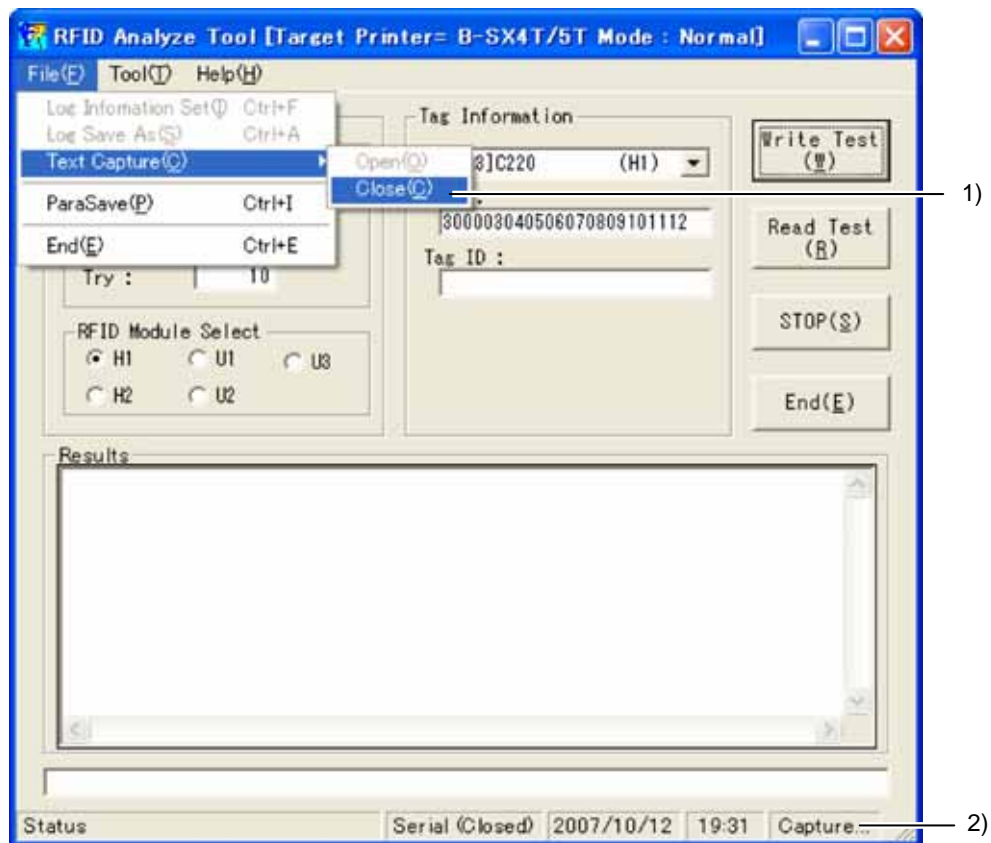 RFID Analyze Tool [Target Printer= B-SX4T/5T Mode : Normal]
File(F) Tool(T) Help(H)
Log Infomation Set(I) Ctrl+F
Log Save As(S) Ctrl+A
Text Capture(C)
Open(O)
Close(C)
1)
ParaSave(P) Ctrl+I
End(E) Ctrl+E
Try : 10
RFID Module Select
H1 U1 U3
H2 U2
Tag Information
3]C220 (H1)
30000304050607080910 1112
Tag ID :
Write Test
(W)
Read Test
(R)
STOP(S)
End(E)
Results
Status Serial (Closed) 2007/10/12 19:31 Capture...
2)